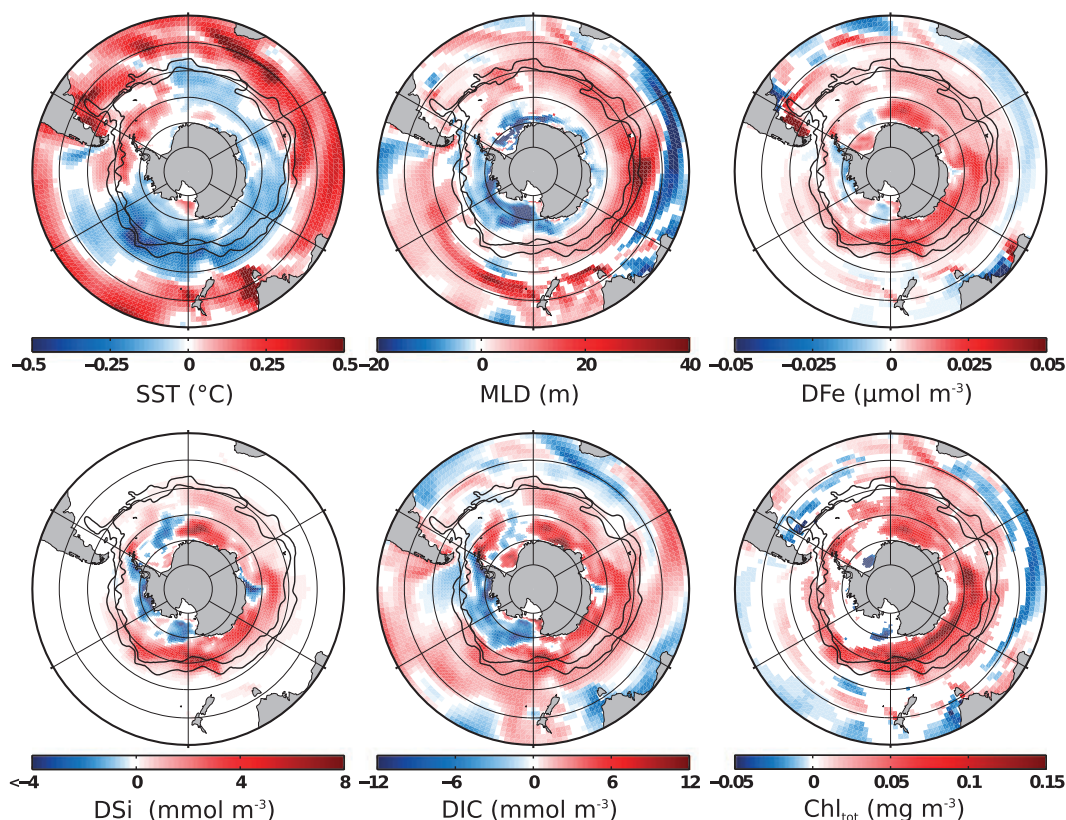 −0.5 −0.25 0 0.25 0.5
SST (°C)
−20 0 20 40
MLD (m)
−0.05 −0.025 0 0.025 0.05
DFe (μmol m⁻³)
<−4 0 4 8
DSi (mmol m⁻³)
−12 −6 0 6 12
DIC (mmol m⁻³)
−0.05 0 0.05 0.1 0.15
Chlₜₒₜ (mg m⁻³)